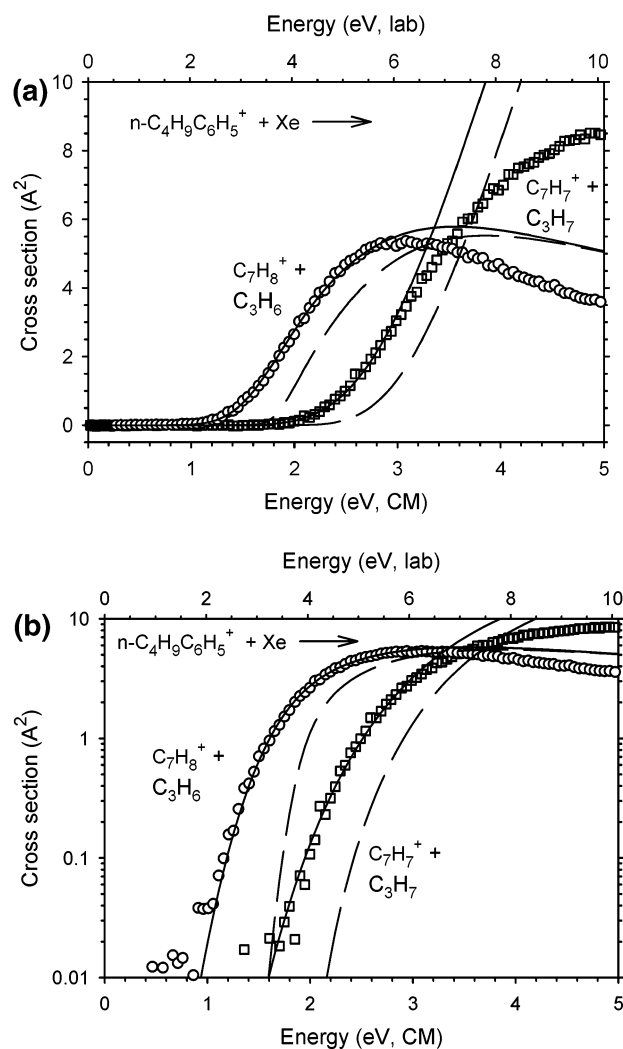 Energy (eV, lab)
0 2 4 6 8 10
(a)
n-C₄H₉C₆H₅⁺ + Xe
10
8
6
4
2
0
Cross section (A²)
C₇H₇⁺ +
C₃H₇
C₇H₈⁺ +
C₃H₆
0 1 2 3 4 5
Energy (eV, CM)
Energy (eV, lab)
0 2 4 6 8 10
(b)
n-C₄H₉C₆H₅⁺ + Xe
10
1
0.1
0.01
Cross section (A²)
C₇H₈⁺ +
C₃H₆
C₇H₇⁺ +
C₃H₇
0 1 2 3 4 5
Energy (eV, CM)